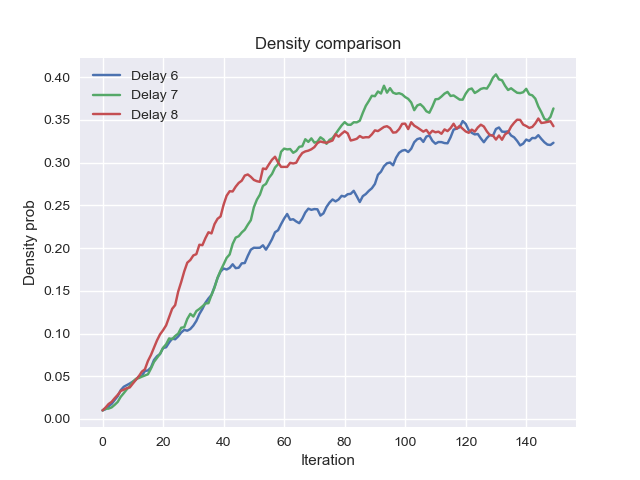 Density comparison
Delay 6
Delay 7
Delay 8
0.40
0.35
0.30
0.25
0.20
0.15
0.10
0.05
0.00
Density prob
0 20 40 60 80 100 120 140
Iteration